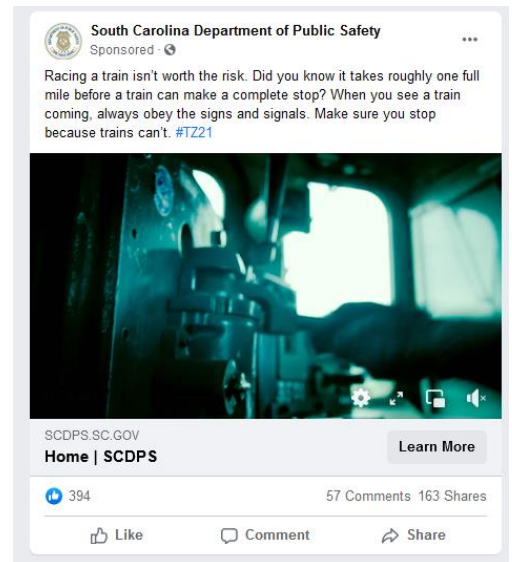 South Carolina Department of Public Safety
Sponsored ·
Racing a train isn't worth the risk. Did you know it takes roughly one full
mile before a train can make a complete stop? When you see a train
coming, always obey the signs and signals. Make sure you stop
because trains can't. #TZ21
SCDPS.SC.GOV
Home | SCDPS
Learn More
394
57 Comments 163 Shares
Like
Comment
Share